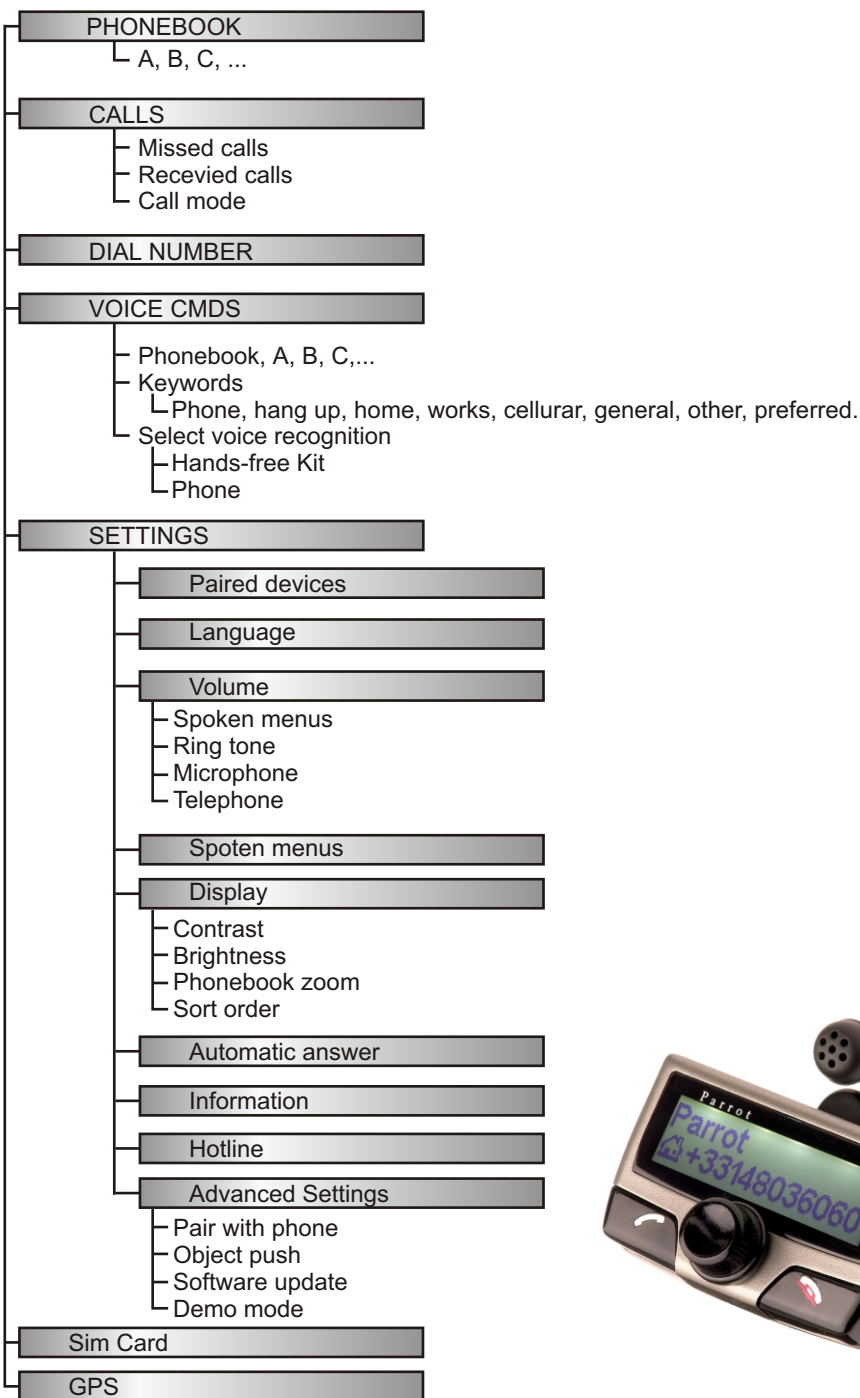 PHONEBOOK
A, B, C, ...
CALLS
Missed calls
Recevied calls
Call mode
DIAL NUMBER
VOICE CMDS
Phonebook, A, B, C,...
Keywords
Phone, hang up, home, works, cellurar, general, other, preferred.
Select voice recognition
Hands-free Kit
Phone
SETTINGS
Paired devices
Language
Volume
Spoken menus
Ring tone
Microphone
Telephone
Spoten menus
Display
Contrast
Brightness
Phonebook zoom
Sort order
Automatic answer
Information
Hotline
Advanced Settings
Pair with phone
Object push
Software update
Demo mode
Sim Card
GPS
Parrot
Parrot
+33148036060